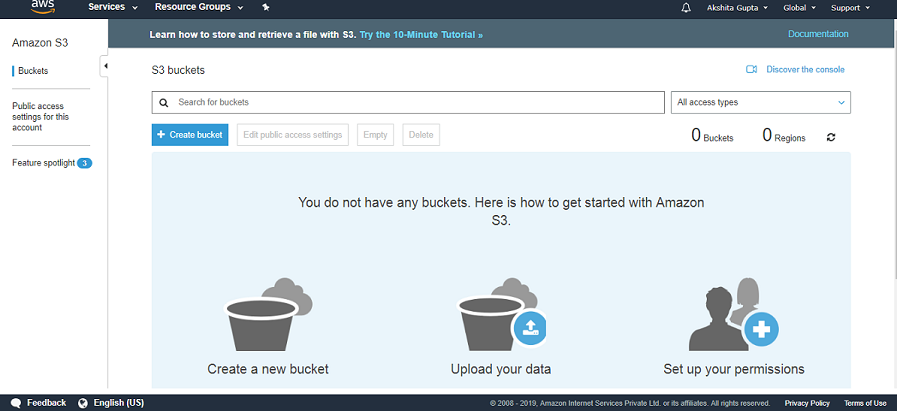 aws
Services
Resource Groups
Akshita Gupta
Global
Support
Amazon S3
Buckets
Public access
settings for this
account
Feature spotlight 3
Learn how to store and retrieve a file with S3. Try the 10-Minute Tutorial »
Documentation
S3 buckets
Discover the console
Search for buckets
All access types
+ Create bucket
Edit public access settings
Empty
Delete
0 Buckets
0 Regions
You do not have any buckets. Here is how to get started with Amazon
S3.
Create a new bucket
Upload your data
Set up your permissions
Feedback
English (US)
© 2008 - 2019, Amazon Internet Services Private Ltd. or its affiliates. All rights reserved.
Privacy Policy
Terms of Use